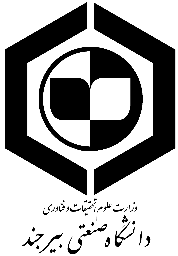 وزارت علوم، تحقیقات و فناوری
دانشگاه صنعتی بیرجند